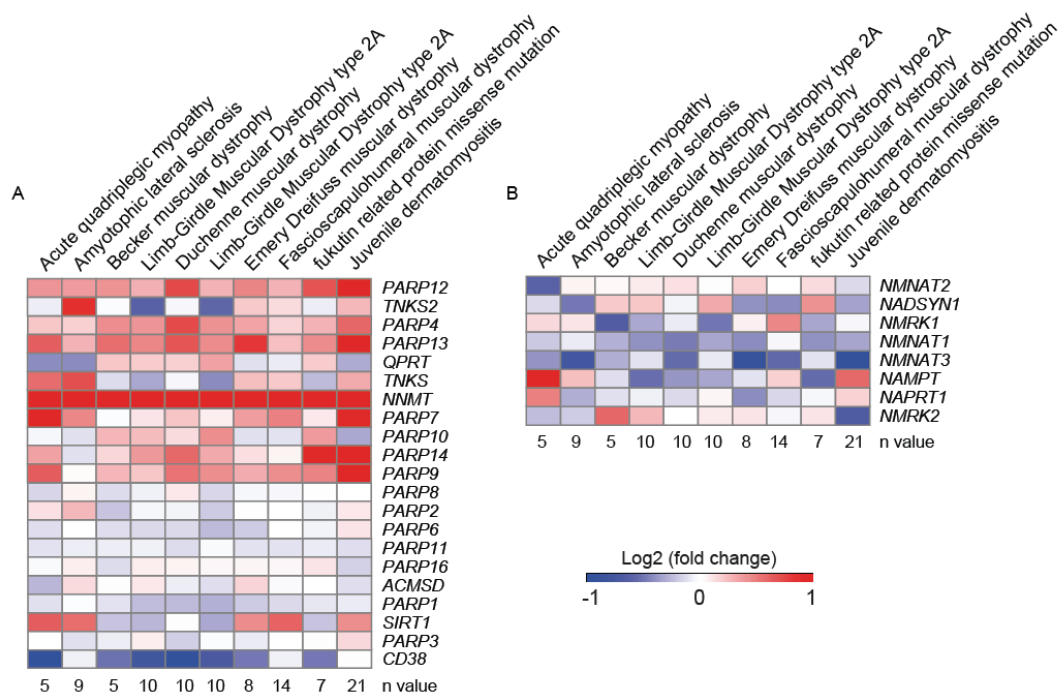 A
Acute quadriplegic myopathy
Amyotophic lateral sclerosis
Becker muscular dystrophy
Limb-Girdle Muscular Dystrophy type 2A
Duchenne muscular dystrophy
Limb-Girdle Muscular Dystrophy type 2A
Emery Dreifuss muscular dystrophy
Fascioscapulohumeral muscular dystrophy
fukutin related protein missense mutation
Juvenile dermatomyositis
PARP12
TNKS2
PARP4
PARP13
QPRT
TNKS
NNMT
PARP7
PARP10
PARP14
PARP9
PARP8
PARP2
PARP6
PARP11
PARP16
ACMSD
PARP1
SIRT1
PARP3
CD38
5 9 5 10 10 10 8 14 7 21 n value
B
Acute quadriplegic myopathy
Amyotophic lateral sclerosis
Becker muscular dystrophy
Limb-Girdle Muscular Dystrophy type 2A
Duchenne muscular dystrophy
Limb-Girdle Muscular Dystrophy type 2A
Emery Dreifuss muscular dystrophy
Fascioscapulohumeral muscular dystrophy
fukutin related protein missense mutation
Juvenile dermatomyositis
NMNAT2
NADSYN1
NMRK1
NMNAT1
NMNAT3
NAMPT
NAPRT1
NMRK2
5 9 5 10 10 10 8 14 7 21 n value
Log2 (fold change)
-1 0 1